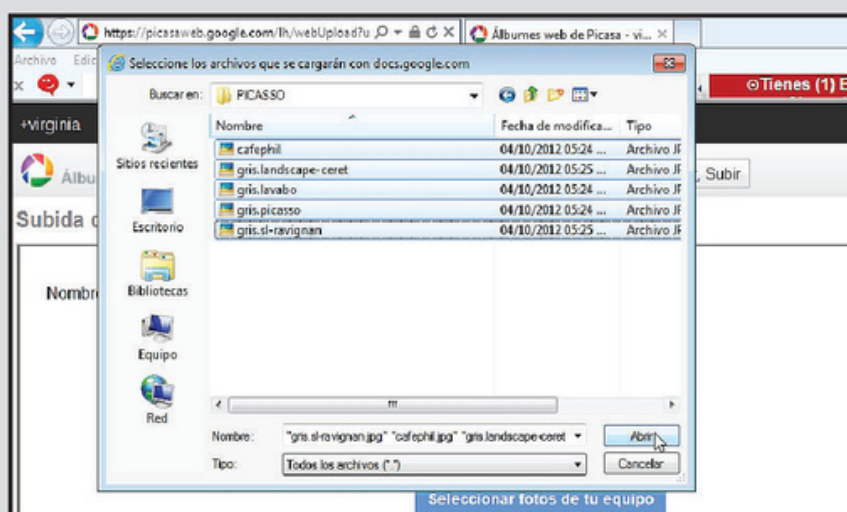 https://picasaweb.google.com/lh/webUpload?u
Álbumes web de Picasa - vi...
Archivo Edic
Seleccione los archivos que se cargarán con docs.google.com
Buscar en: PICASSO
Tienes (1) E
+virginia
Nombre Fecha de modifica... Tipo
cafephil 04/10/2012 05:24 ... Archivo JF
gris.landscape-ceret 04/10/2012 05:25 ... Archivo JF
gris.lavabo 04/10/2012 05:24 ... Archivo JF
gris.picasso 04/10/2012 05:24 ... Archivo JF
gris.sl-ravignan 04/10/2012 05:25 ... Archivo JF
Sitios recientes
Álbu
Subir
Subida d
Escritorio
Bibliotecas
Nombre
Equipo
Red
Nombre: "gris.sl-ravignan.jpg" "cafephil.jpg" "gris.landscape-ceret
Abrir
Tipo: Todos los archivos (*.*)
Cancelar
Seleccionar fotos de tu equipo